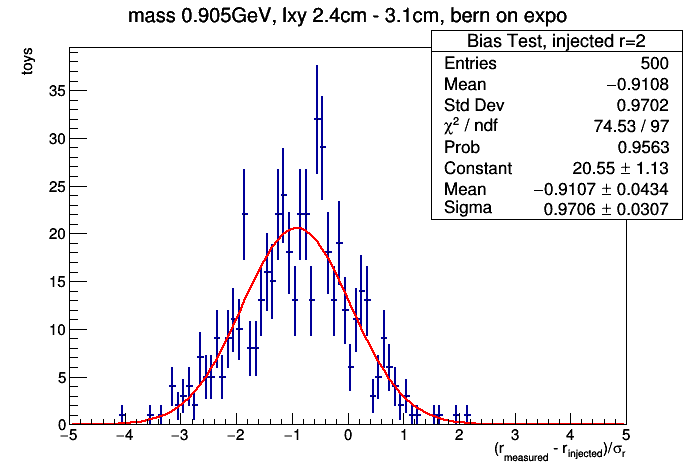 mass 0.905GeV, lxy 2.4cm - 3.1cm, bern on expo
toys
Bias Test, injected r=2
Entries 500
Mean −0.9108
Std Dev 0.9702
χ² / ndf 74.53 / 97
Prob 0.9563
Constant 20.55 ± 1.13
Mean −0.9107 ± 0.0434
Sigma 0.9706 ± 0.0307
35
30
25
20
15
10
5
0
−5 −4 −3 −2 −1 0 1 2 3 4 5
(r_measured - r_injected)/σ_r